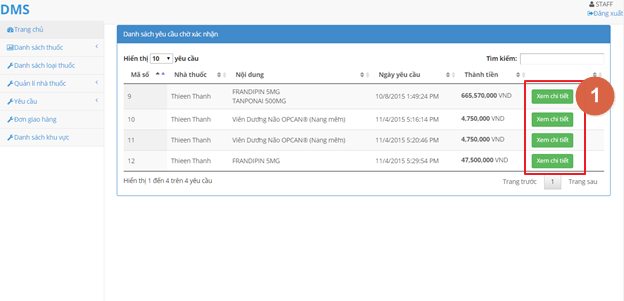 DMS
STAFF
Đăng xuất
Trang chủ
Danh sách thuốc
Danh sách loại thuốc
Quản lí nhà thuốc
Yêu cầu
Đơn giao hàng
Danh sách khu vực
Danh sách yêu cầu chờ xác nhận
Hiển thị 10 yêu cầu Tìm kiếm:
Mã số Nhà thuốc Nội dung Ngày yêu cầu Thành tiền
9 Thieen Thanh FRANDIPIN 5MG 10/8/2015 1:49:24 PM 665,570,000 VND Xem chi tiết
TANPONAI 500MG
10 Thieen Thanh Viên Dưỡng Não OPCAN® (Nang mềm) 11/4/2015 5:16:14 PM 4,750,000 VND Xem chi tiết
11 Thieen Thanh Viên Dưỡng Não OPCAN® (Nang mềm) 11/4/2015 5:20:46 PM 4,750,000 VND Xem chi tiết
12 Thieen Thanh FRANDIPIN 5MG 11/4/2015 5:29:54 PM 47,500,000 VND Xem chi tiết
Hiển thị 1 đến 4 trên 4 yêu cầu Trang trước 1 Trang sau
1